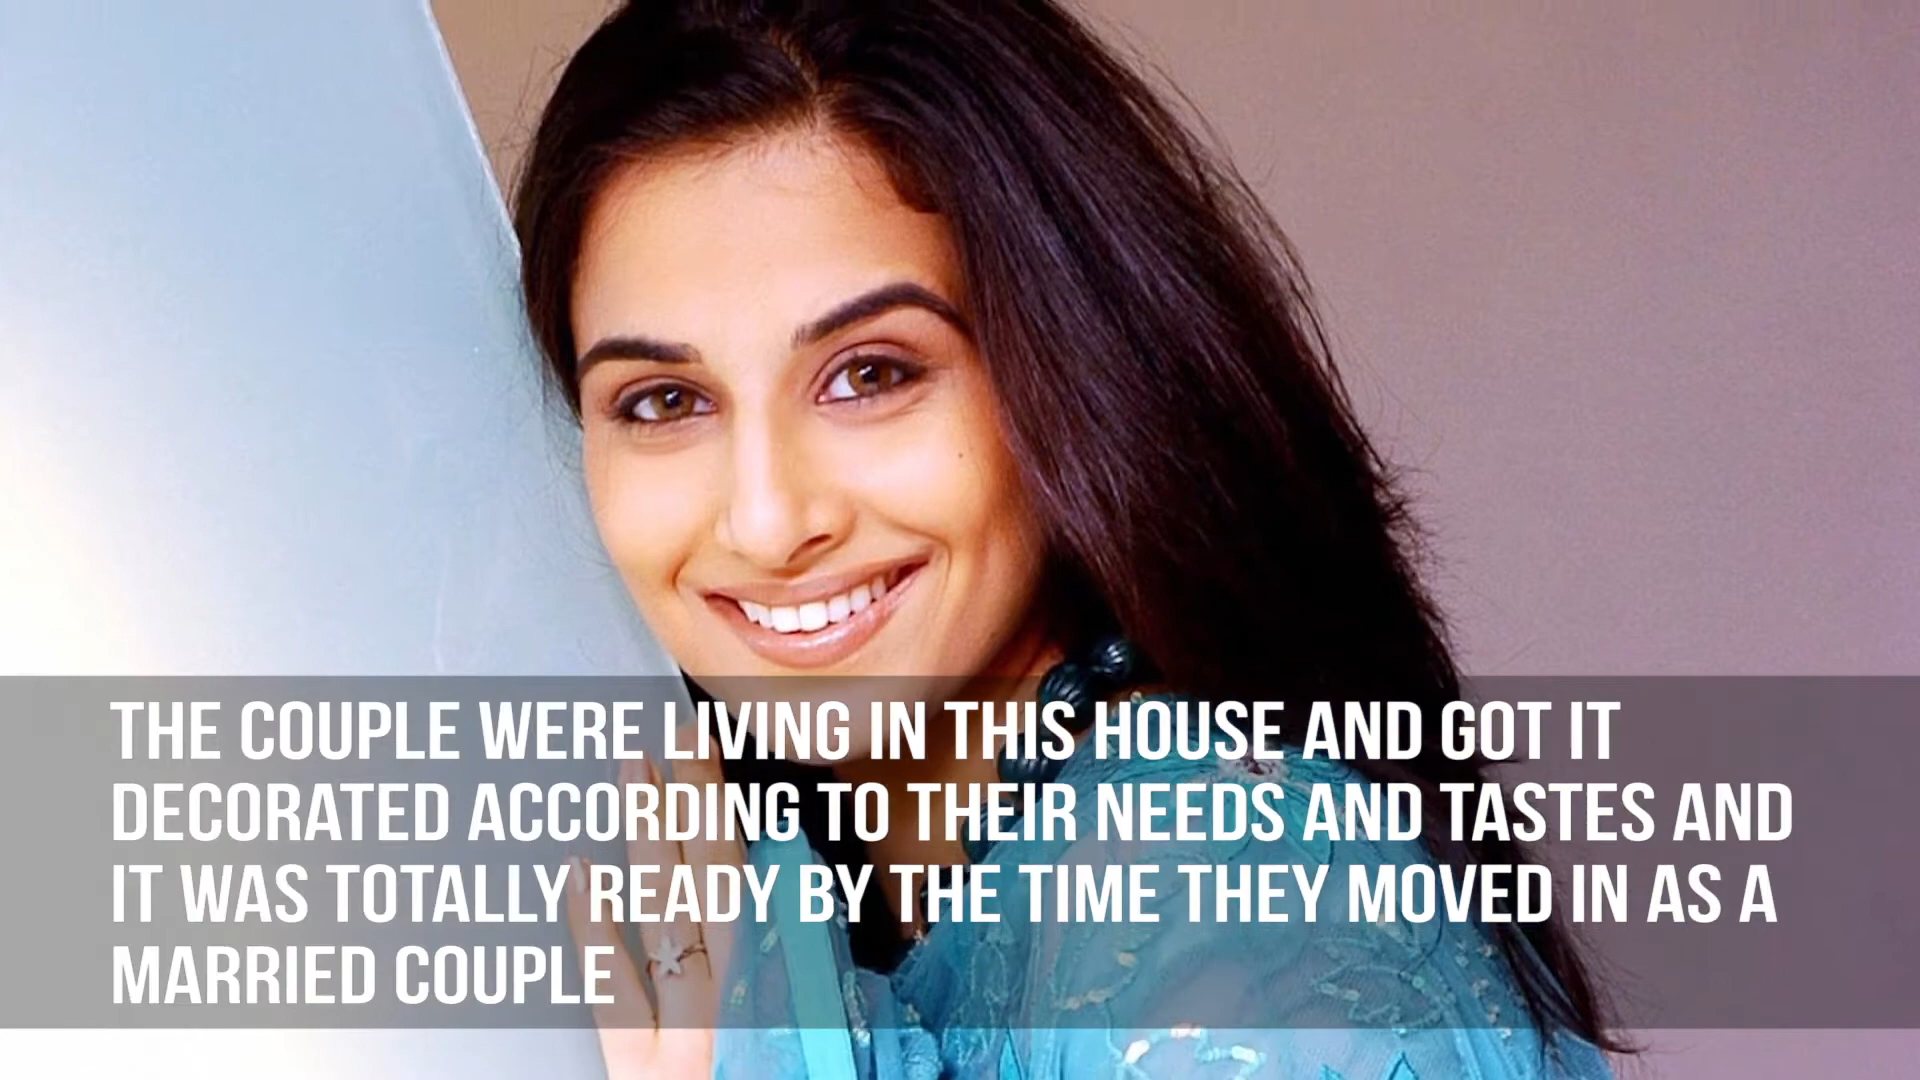 THE COUPLE WERE LIVING IN THIS HOUSE AND GOT IT
DECORATED ACCORDING TO THEIR NEEDS AND TASTES AND
IT WAS TOTALLY READY BY THE TIME THEY MOVED IN AS A
MARRIED COUPLE